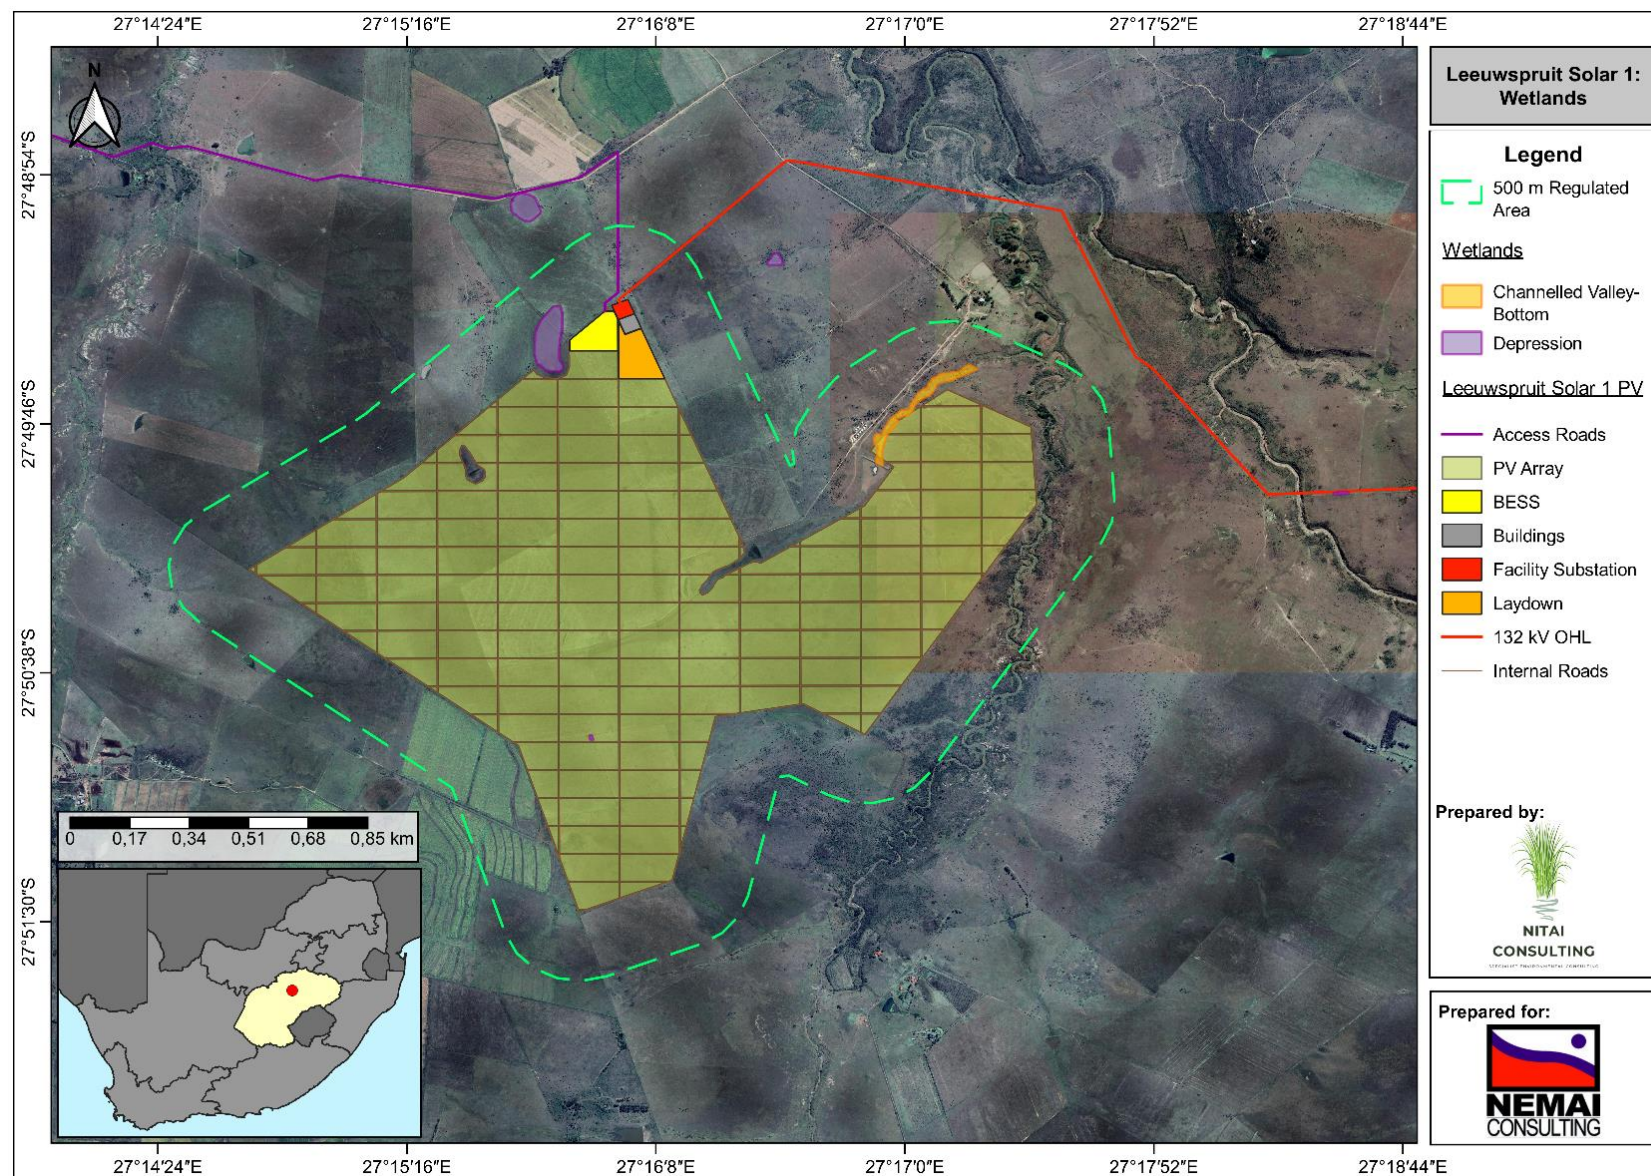 27°14'24"E 27°15'16"E 27°16'8"E 27°17'0"E 27°17'52"E 27°18'44"E
N
27°48'54"S
27°49'46"S
27°50'38"S
27°51'30"S
0 0,17 0,34 0,51 0,68 0,85 km
27°14'24"E 27°15'16"E 27°16'8"E 27°17'0"E 27°17'52"E 27°18'44"E
Leeuwspruit Solar 1:
Wetlands
Legend
500 m Regulated
Area
Wetlands
Channelled Valley-
Bottom
Depression
Leeuwspruit Solar 1 PV
Access Roads
PV Array
BESS
Buildings
Facility Substation
Laydown
132 kV OHL
Internal Roads
Prepared by:
NITAI
CONSULTING
SPECIALIST ENVIRONMENTAL CONSULTING
Prepared for:
NEMAI
CONSULTING